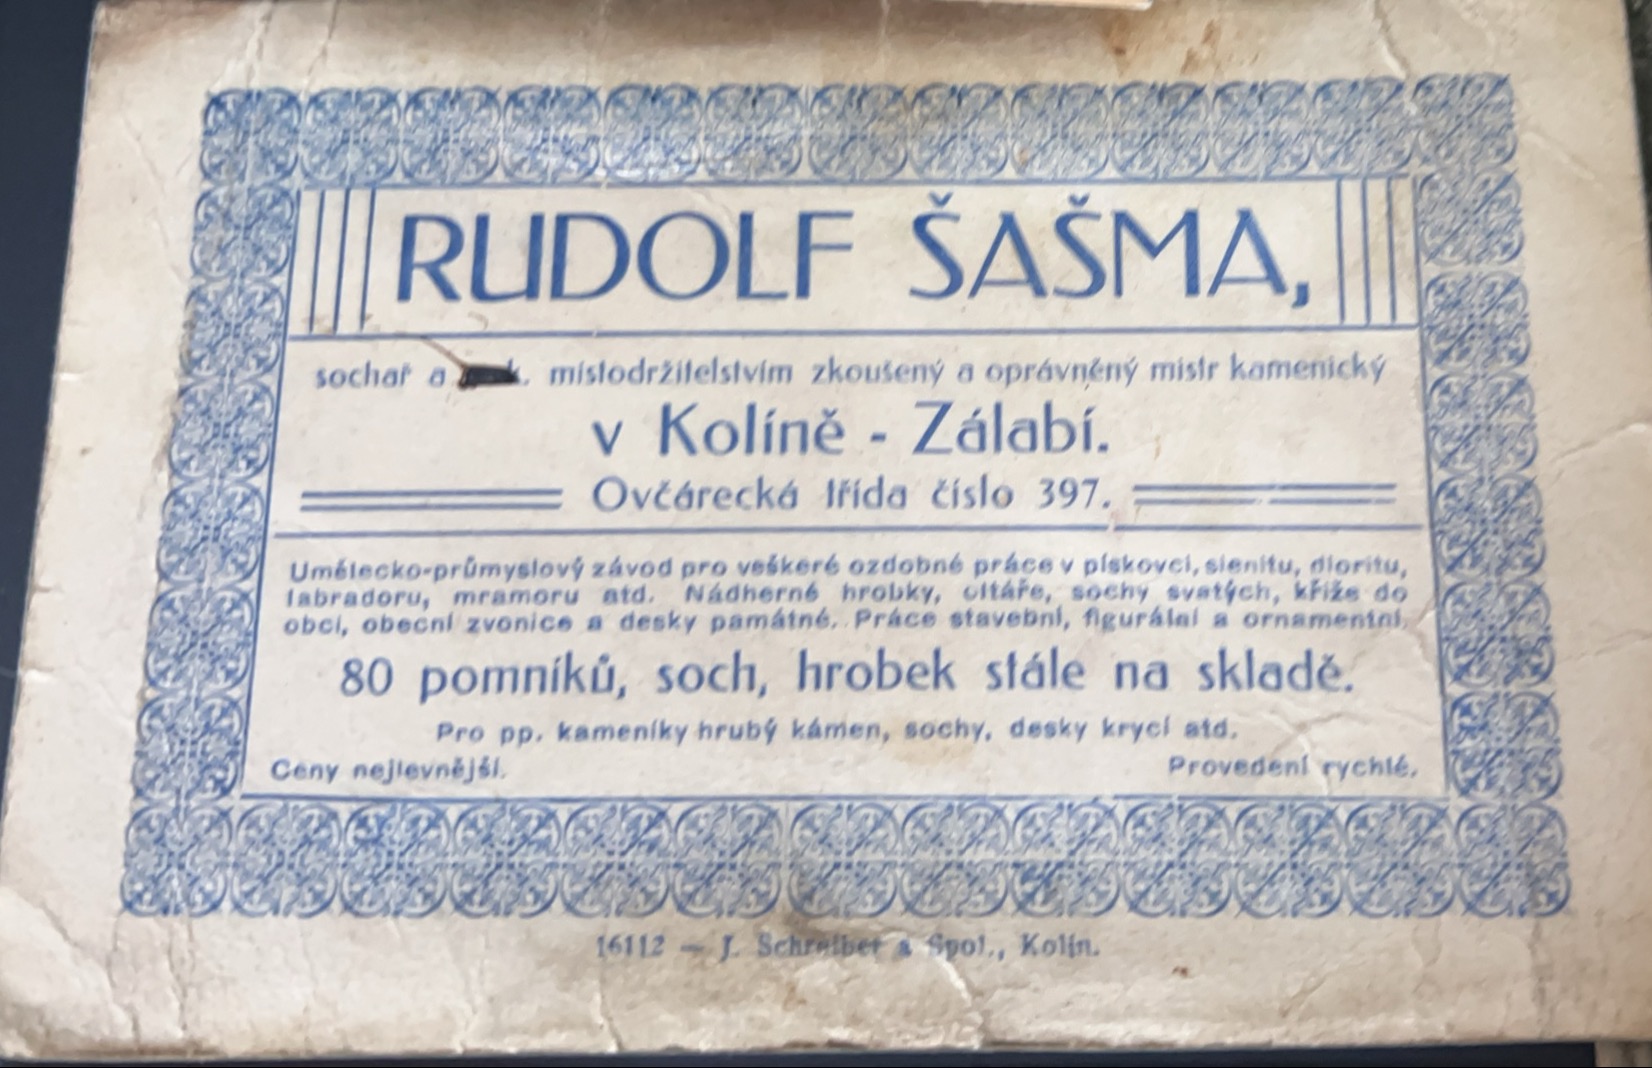 RUDOLF ŠAŠMA,
sochař a k. místodržitelstvím zkoušený a oprávněný mistr kamenický
v Kolíně - Zálabí.
Ovčárecká třída číslo 397.
Umělecko-průmyslový závod pro veškeré ozdobné práce v pískovci, sienitu, dioritu,
labradoru, mramoru atd. Nádherné hrobky, oltáře, sochy svatých, kříže do
obcí, obecní zvonice a desky památné. Práce stavební, figurální a ornamentní.
80 pomníků, soch, hrobek stále na skladě.
Pro pp. kameníky hrubý kámen, sochy, desky krycí atd.
Ceny nejlevnější. Provedení rychlé.
16112 — J. Schreiber a Spol., Kolín.